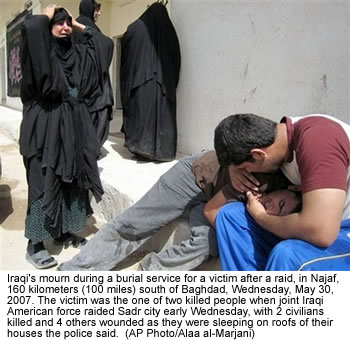 Iraqi's mourn during a burial service for a victim after a raid, in Najaf,
160 kilometers (100 miles) south of Baghdad, Wednesday, May 30,
2007. The victim was the one of two killed people when joint Iraqi
American force raided Sadr city early Wednesday, with 2 civilians
killed and 4 others wounded as they were sleeping on roofs of their
houses the police said.  (AP Photo/Alaa al-Marjani)